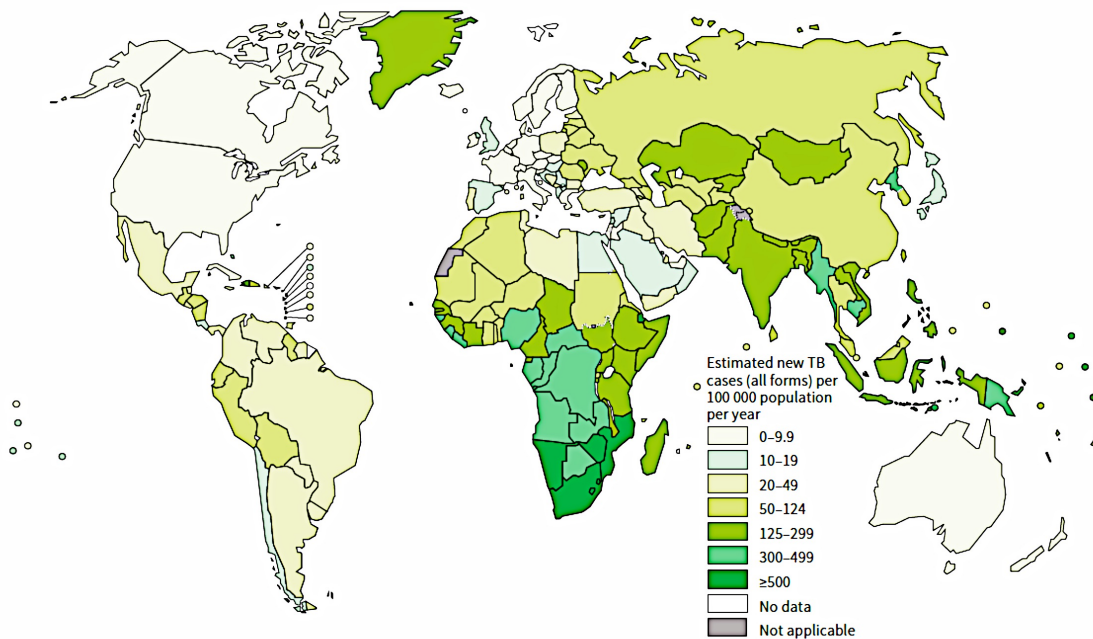 Estimated new TB
cases (all forms) per
100 000 population
per year
0–9.9
10–19
20–49
50–124
125–299
300–499
≥500
No data
Not applicable